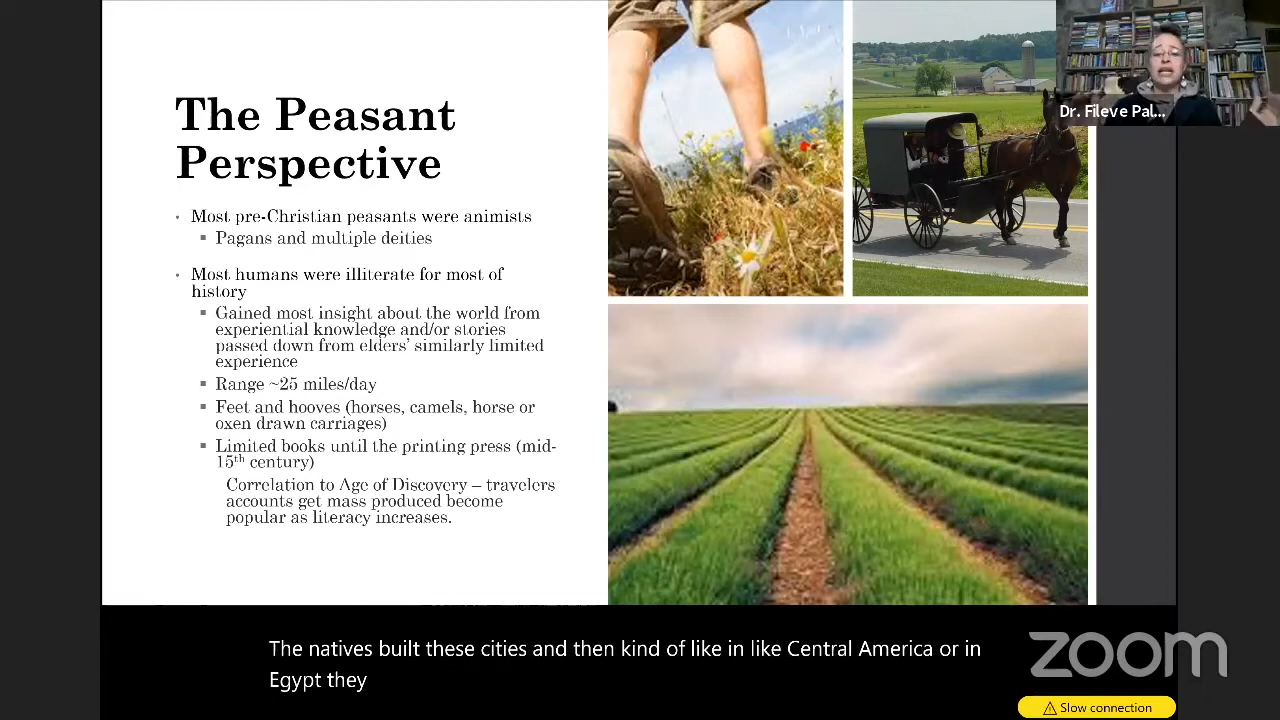 The Peasant
Perspective
• Most pre-Christian peasants were animists
▪ Pagans and multiple deities
• Most humans were illiterate for most of
history
▪ Gained most insight about the world from
experiential knowledge and/or stories
passed down from elders' similarly limited
experience
▪ Range ~25 miles/day
▪ Feet and hooves (horses, camels, horse or
oxen drawn carriages)
▪ Limited books until the printing press (mid-
15th century)
Correlation to Age of Discovery – travelers
accounts get mass produced become
popular as literacy increases.
Dr. Fileve Pal...
The natives built these cities and then kind of like in like Central America or in
Egypt they
zoom
⚠ Slow connection